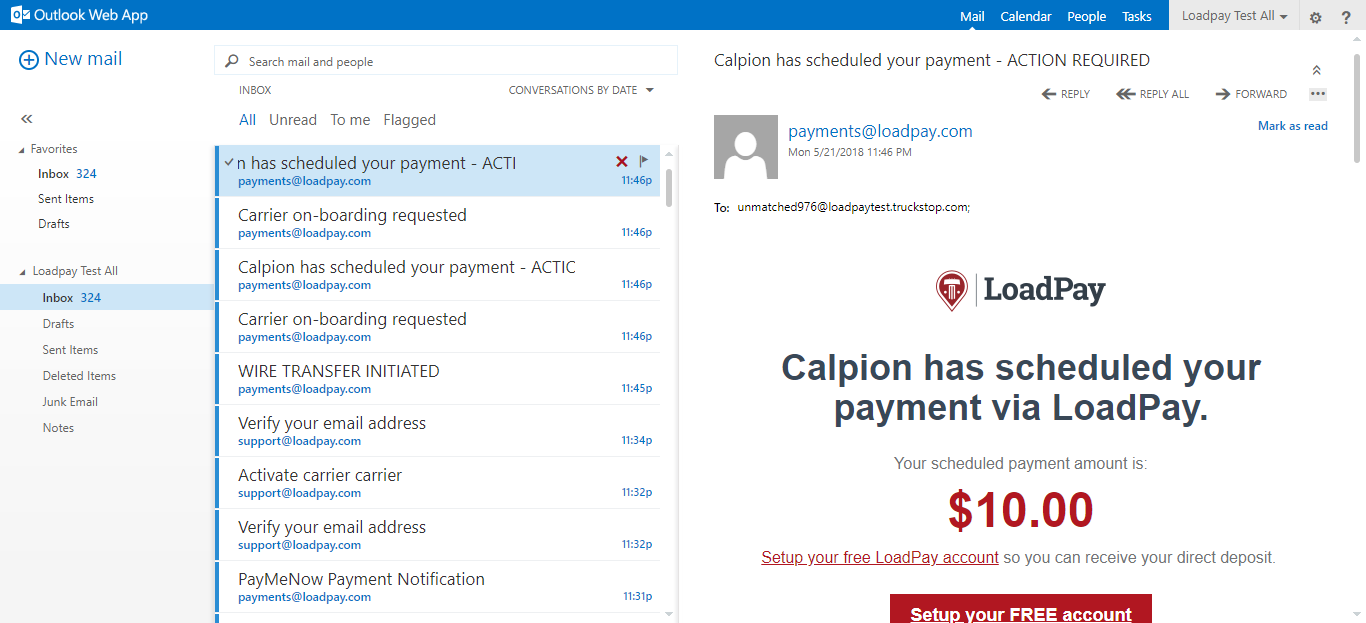 Outlook Web App
Mail Calendar People Tasks Loadpay Test All ?
New mail
Favorites
Inbox 324
Sent Items
Drafts
Loadpay Test All
Inbox 324
Drafts
Sent Items
Deleted Items
Junk Email
Notes
Search mail and people
INBOX CONVERSATIONS BY DATE
All Unread To me Flagged
n has scheduled your payment - ACTI
payments@loadpay.com 11:46p
Carrier on-boarding requested
payments@loadpay.com 11:46p
Calpion has scheduled your payment - ACTIC
payments@loadpay.com 11:46p
Carrier on-boarding requested
payments@loadpay.com 11:46p
WIRE TRANSFER INITIATED
payments@loadpay.com 11:45p
Verify your email address
support@loadpay.com 11:34p
Activate carrier carrier
support@loadpay.com 11:32p
Verify your email address
support@loadpay.com 11:32p
PayMeNow Payment Notification
payments@loadpay.com 11:31p
Calpion has scheduled your payment - ACTION REQUIRED
REPLY REPLY ALL FORWARD •••
payments@loadpay.com Mark as read
Mon 5/21/2018 11:46 PM
To: unmatched976@loadpaytest.truckstop.com;
LoadPay
Calpion has scheduled your
payment via LoadPay.
Your scheduled payment amount is:
$10.00
Setup your free LoadPay account so you can receive your direct deposit.
Setup your FREE account